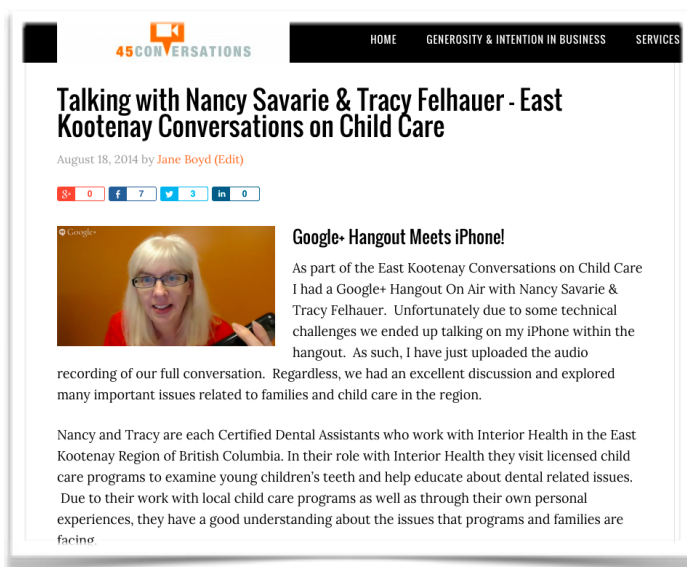 45CONVERSATIONS
HOME GENEROSITY & INTENTION IN BUSINESS SERVICES
Talking with Nancy Savarie & Tracy Felhauer - East
Kootenay Conversations on Child Care
August 18, 2014 by Jane Boyd (Edit)
8+ 0 f 7 3 in 0
Google+
Google+ Hangout Meets iPhone!
As part of the East Kootenay Conversations on Child Care
I had a Google+ Hangout On Air with Nancy Savarie &
Tracy Felhauer. Unfortunately due to some technical
challenges we ended up talking on my iPhone within the
hangout. As such, I have just uploaded the audio
recording of our full conversation. Regardless, we had an excellent discussion and explored
many important issues related to families and child care in the region.
Nancy and Tracy are each Certified Dental Assistants who work with Interior Health in the East
Kootenay Region of British Columbia. In their role with Interior Health they visit licensed child
care programs to examine young children's teeth and help educate about dental related issues.
Due to their work with local child care programs as well as through their own personal
experiences, they have a good understanding about the issues that programs and families are
facing.